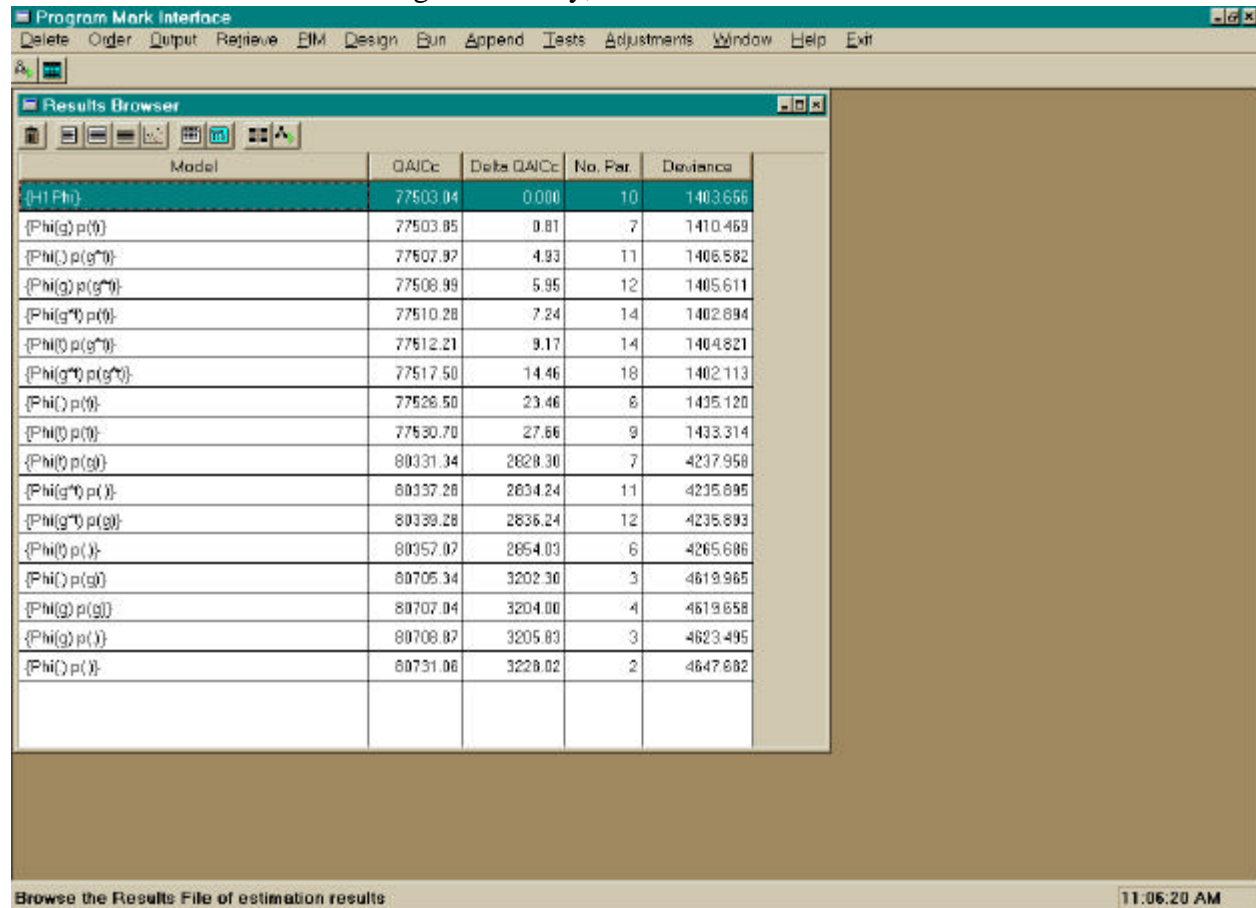 Program Mark Interface
Delete Order Output Retrieve PIM Design Run Append Tests Adjustments Window Help Exit
Results Browser
Model QAICc Delta QAICc No. Par. Deviance
{H1 Phi} 77503.04 0.000 10 1403.656
{Phi(g) p(t)} 77503.85 0.81 7 1410.469
{Phi(.) p(g*t)} 77507.97 4.93 11 1406.582
{Phi(g) p(g*t)} 77508.99 5.95 12 1405.611
{Phi(g*t) p(t)} 77510.28 7.24 14 1402.894
{Phi(t) p(g*t)} 77512.21 9.17 14 1404.821
{Phi(g*t) p(g*t)} 77517.50 14.46 18 1402.113
{Phi(.) p(t)} 77526.50 23.46 6 1435.120
{Phi(t) p(t)} 77530.70 27.66 9 1433.314
{Phi(t) p(g)} 80331.34 2828.30 7 4237.958
{Phi(g*t) p(.)} 80337.28 2834.24 11 4235.895
{Phi(g*t) p(g)} 80339.28 2836.24 12 4235.893
{Phi(t) p(.)} 80357.07 2854.03 6 4265.686
{Phi(.) p(g)} 80705.34 3202.30 3 4619.965
{Phi(g) p(g)} 80707.04 3204.00 4 4619.658
{Phi(g) p(.)} 80708.87 3205.83 3 4623.495
{Phi(.) p(.)} 80731.06 3228.02 2 4647.682
Browse the Results File of estimation results 11:06:20 AM